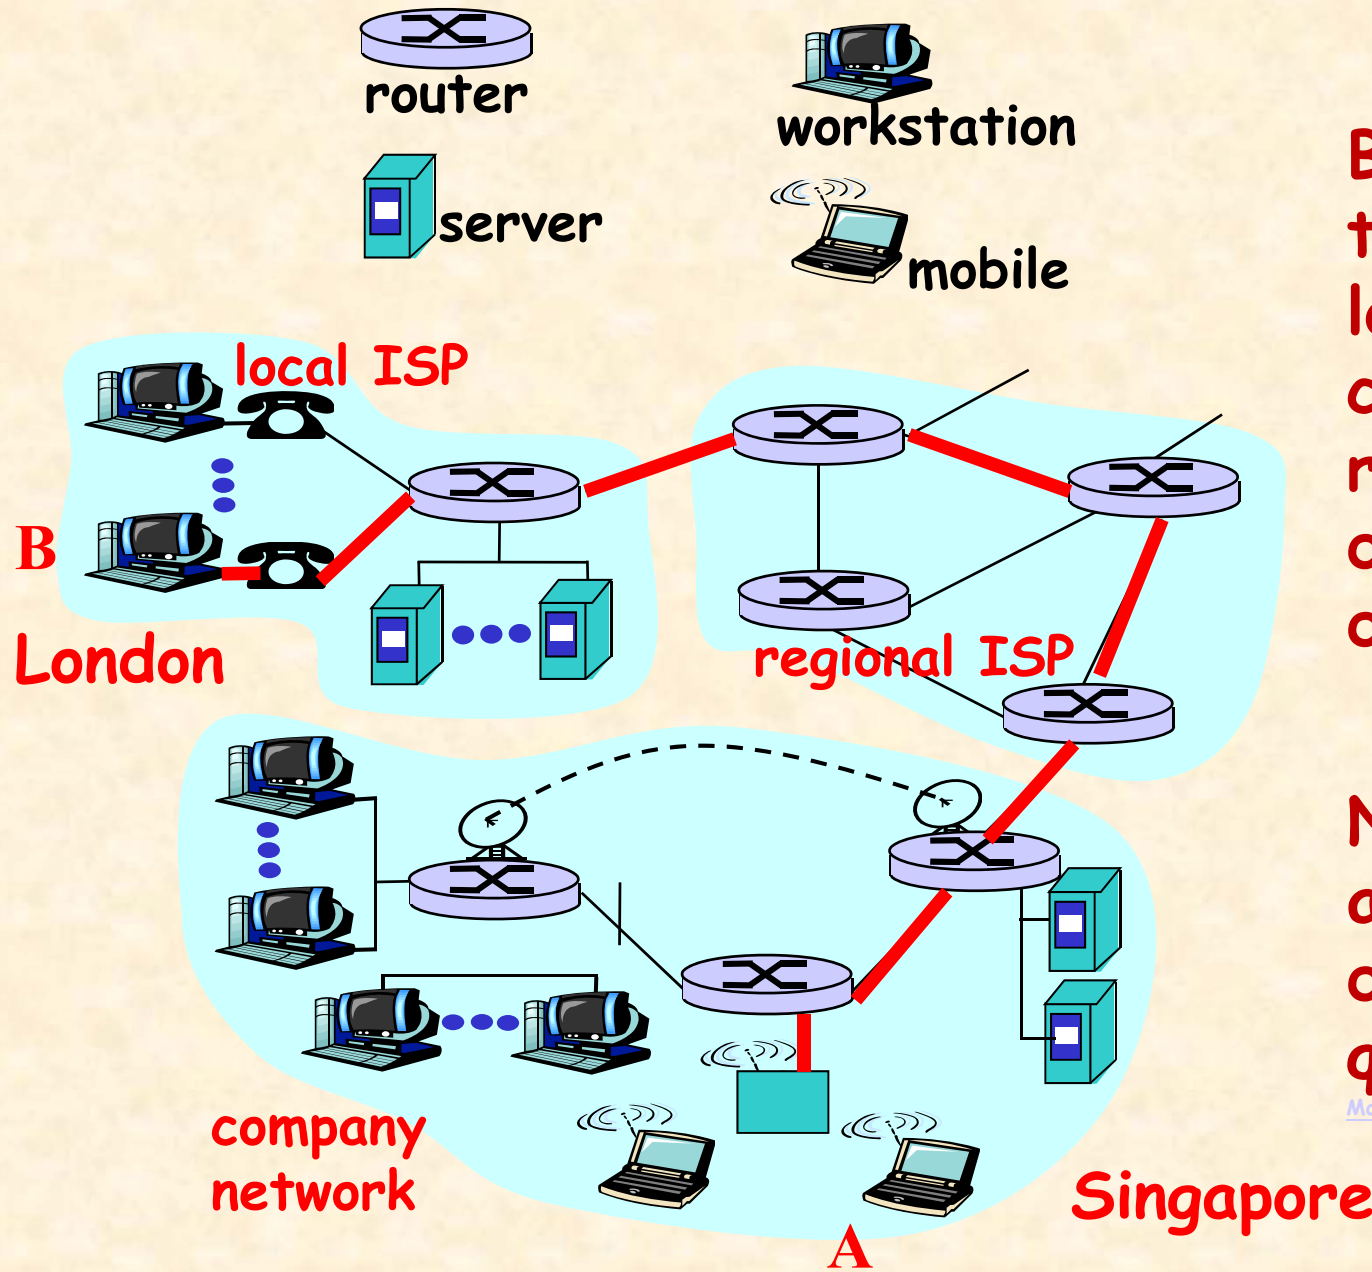 router
workstation
server
mobile
local ISP
B
London
regional ISP
company
network
Singapore
A